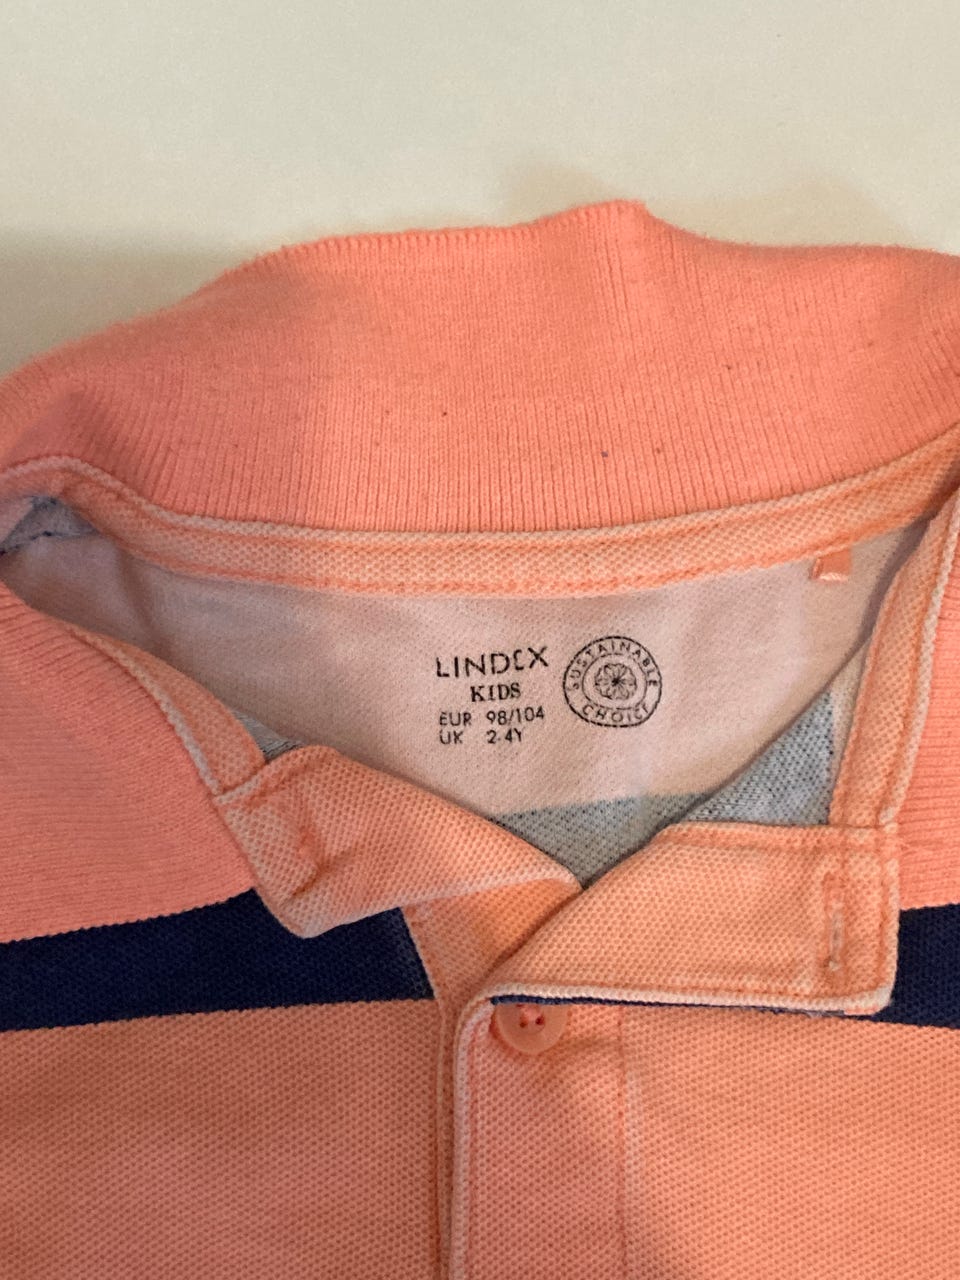 LINDEX
KIDS
EUR 98/104
UK 2-4Y
SUSTAINABLE
CHOICE